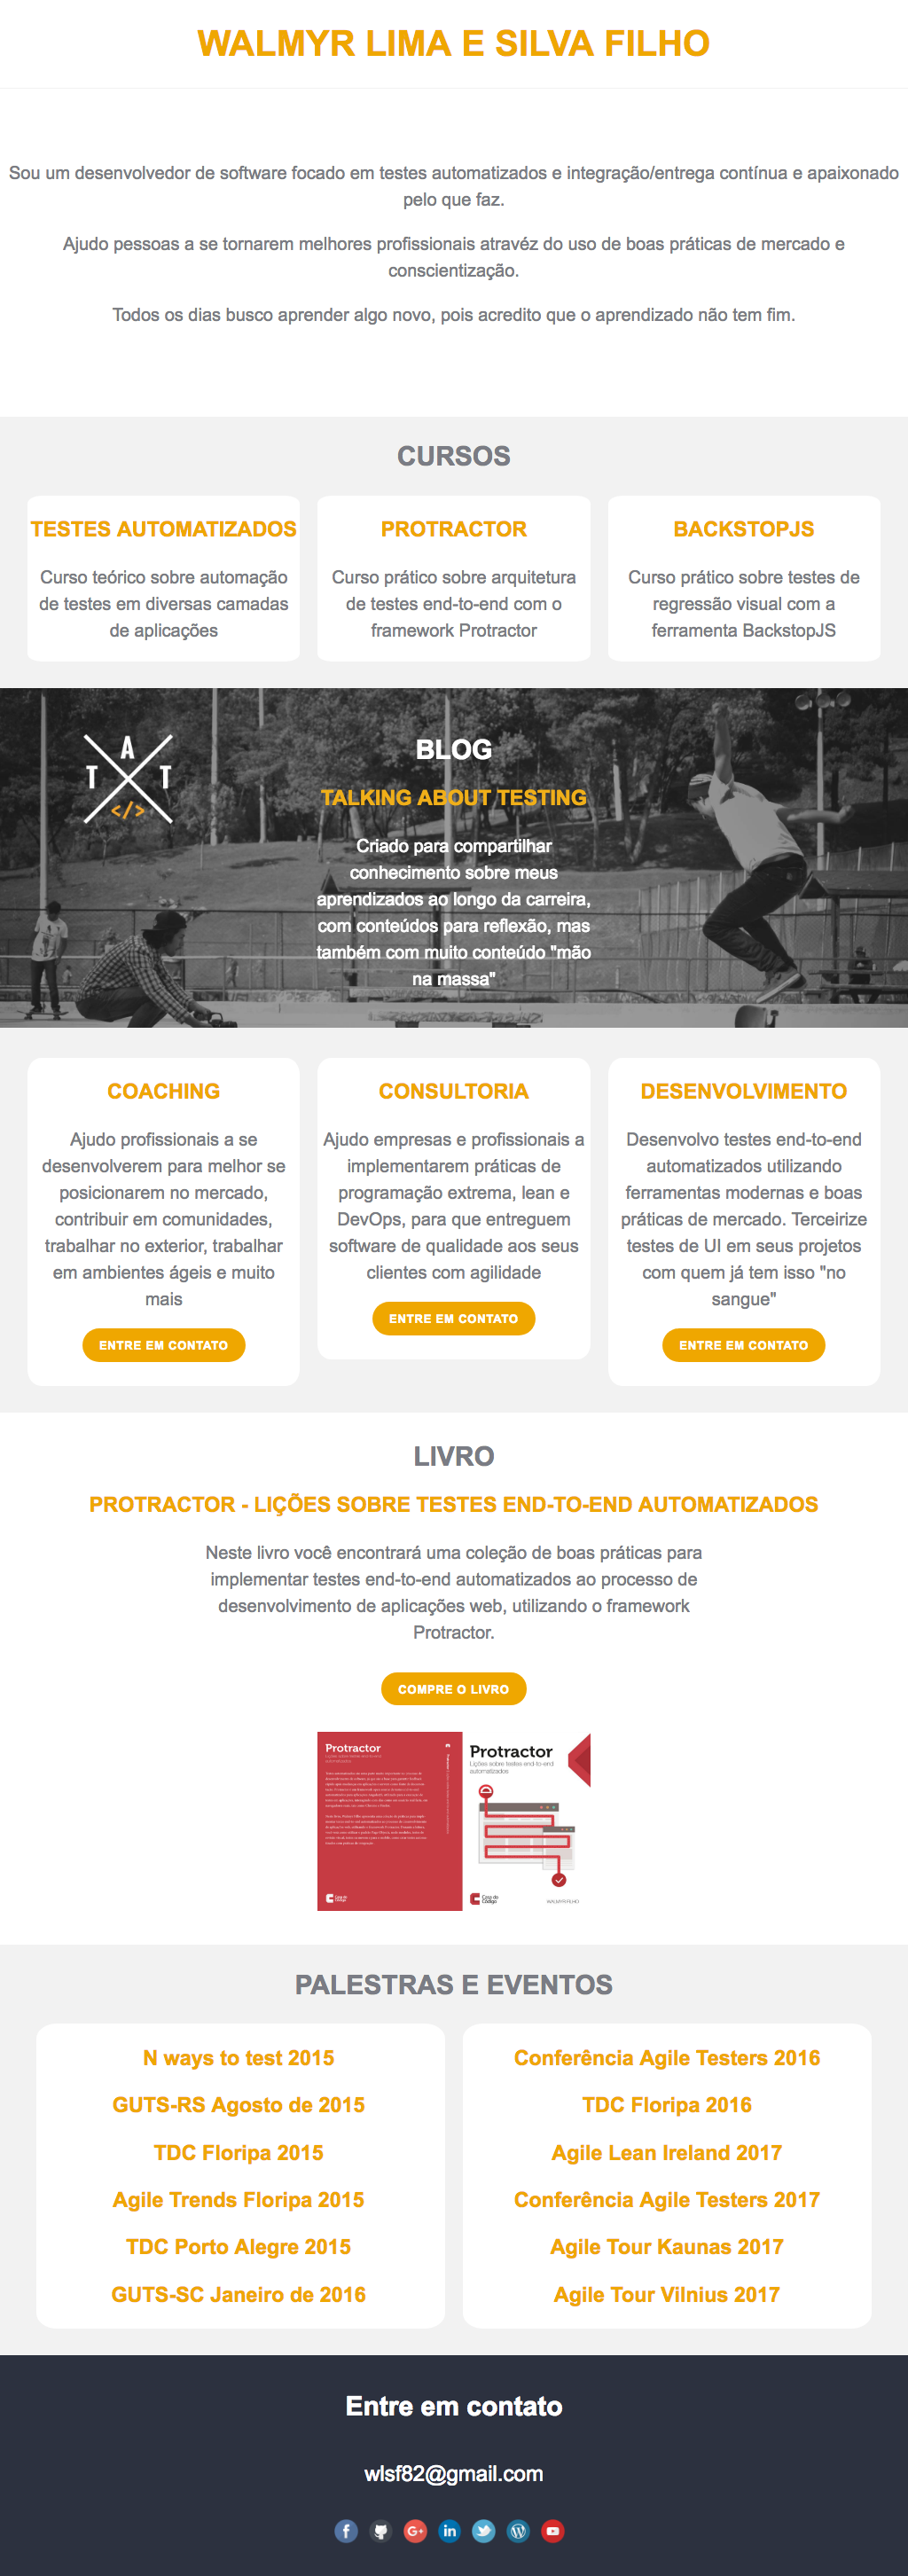 WALMYR LIMA E SILVA FILHO
Sou um desenvolvedor de software focado em testes automatizados e integração/entrega contínua e apaixonado
pelo que faz.
Ajudo pessoas a se tornarem melhores profissionais atravéz do uso de boas práticas de mercado e
conscientização.
Todos os dias busco aprender algo novo, pois acredito que o aprendizado não tem fim.
CURSOS
TESTES AUTOMATIZADOS
Curso teórico sobre automação
de testes em diversas camadas
de aplicações
PROTRACTOR
Curso prático sobre arquitetura
de testes end-to-end com o
framework Protractor
BACKSTOPJS
Curso prático sobre testes de
regressão visual com a
ferramenta BackstopJS
A
T T
</>
BLOG
TALKING ABOUT TESTING
Criado para compartilhar
conhecimento sobre meus
aprendizados ao longo da carreira,
com conteúdos para reflexão, mas
também com muito conteúdo "mão
na massa"
COACHING
Ajudo profissionais a se
desenvolverem para melhor se
posicionarem no mercado,
contribuir em comunidades,
trabalhar no exterior, trabalhar
em ambientes ágeis e muito
mais
ENTRE EM CONTATO
CONSULTORIA
Ajudo empresas e profissionais a
implementarem práticas de
programação extrema, lean e
DevOps, para que entreguem
software de qualidade aos seus
clientes com agilidade
ENTRE EM CONTATO
DESENVOLVIMENTO
Desenvolvo testes end-to-end
automatizados utilizando
ferramentas modernas e boas
práticas de mercado. Terceirize
testes de UI em seus projetos
com quem já tem isso "no
sangue"
ENTRE EM CONTATO
LIVRO
PROTRACTOR - LIÇÕES SOBRE TESTES END-TO-END AUTOMATIZADOS
Neste livro você encontrará uma coleção de boas práticas para
implementar testes end-to-end automatizados ao processo de
desenvolvimento de aplicações web, utilizando o framework
Protractor.
COMPRE O LIVRO
Protractor
Lições sobre testes end-to-end
automatizados
Casa do
Código
Protractor
Lições sobre testes end-to-end
automatizados
Casa do
Código
WALMYR FILHO
PALESTRAS E EVENTOS
N ways to test 2015
GUTS-RS Agosto de 2015
TDC Floripa 2015
Agile Trends Floripa 2015
TDC Porto Alegre 2015
GUTS-SC Janeiro de 2016
Conferência Agile Testers 2016
TDC Floripa 2016
Agile Lean Ireland 2017
Conferência Agile Testers 2017
Agile Tour Kaunas 2017
Agile Tour Vilnius 2017
Entre em contato
wlsf82@gmail.com